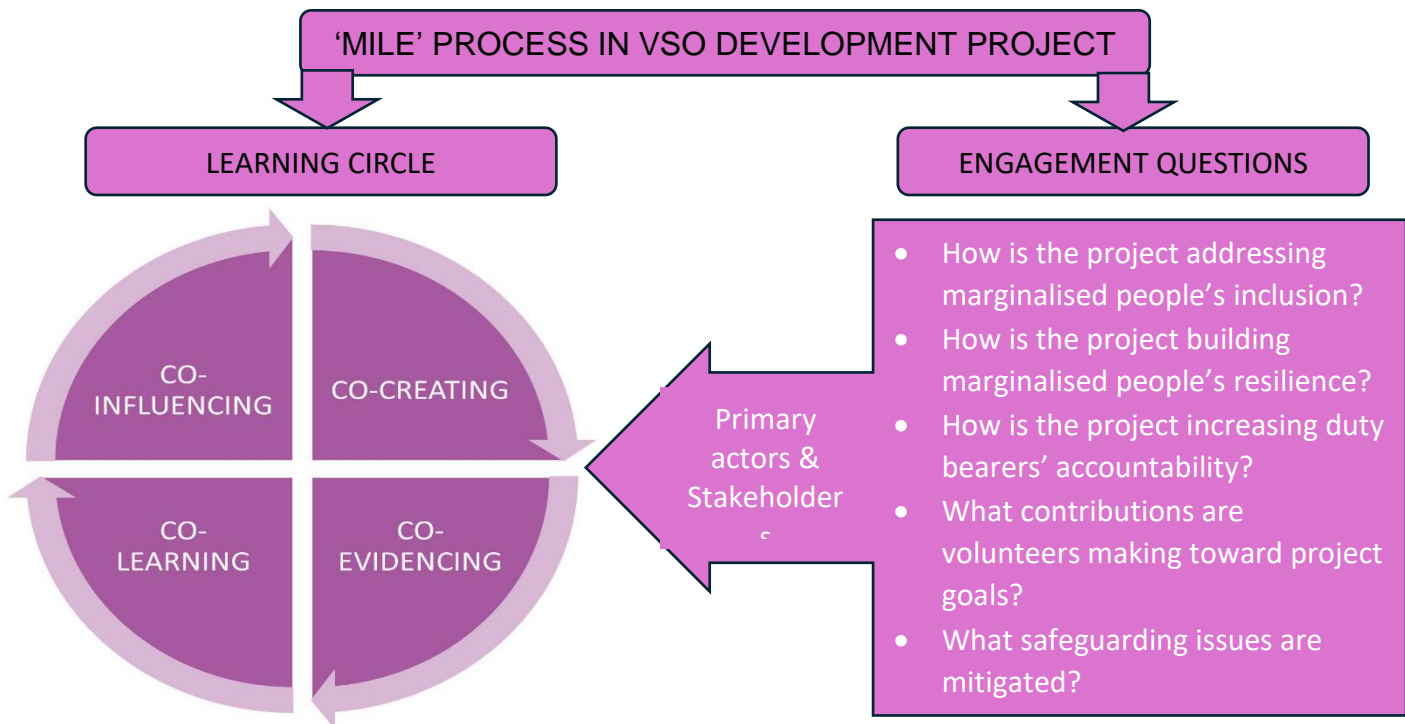 ‘MILE’ PROCESS IN VSO DEVELOPMENT PROJECT
LEARNING CIRCLE
ENGAGEMENT QUESTIONS
CO-
INFLUENCING
CO-CREATING
CO-
LEARNING
CO-
EVIDENCING
Primary
actors &
Stakeholder
s
• How is the project addressing
marginalised people’s inclusion?
• How is the project building
marginalised people’s resilience?
• How is the project increasing duty
bearers’ accountability?
• What contributions are
volunteers making toward project
goals?
• What safeguarding issues are
mitigated?